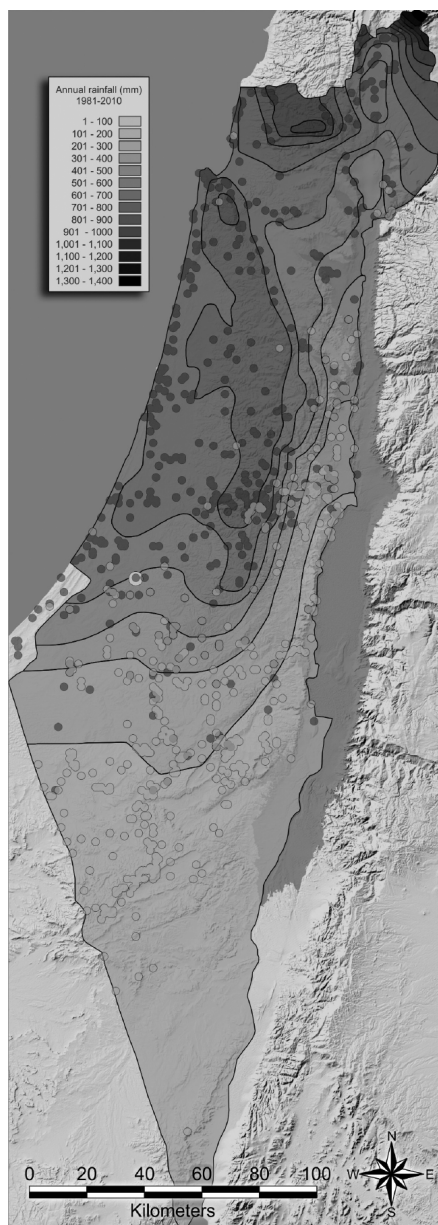 Annual rainfall (mm)
1981-2010
1 - 100
101 - 200
201 - 300
301 - 400
401 - 500
501 - 600
601 - 700
701 - 800
801 - 900
901 - 1000
1,001 - 1,100
1,100 - 1,200
1,201 - 1,300
1,300 - 1,400
N
W
E
S
0 20 40 60 80 100
Kilometers